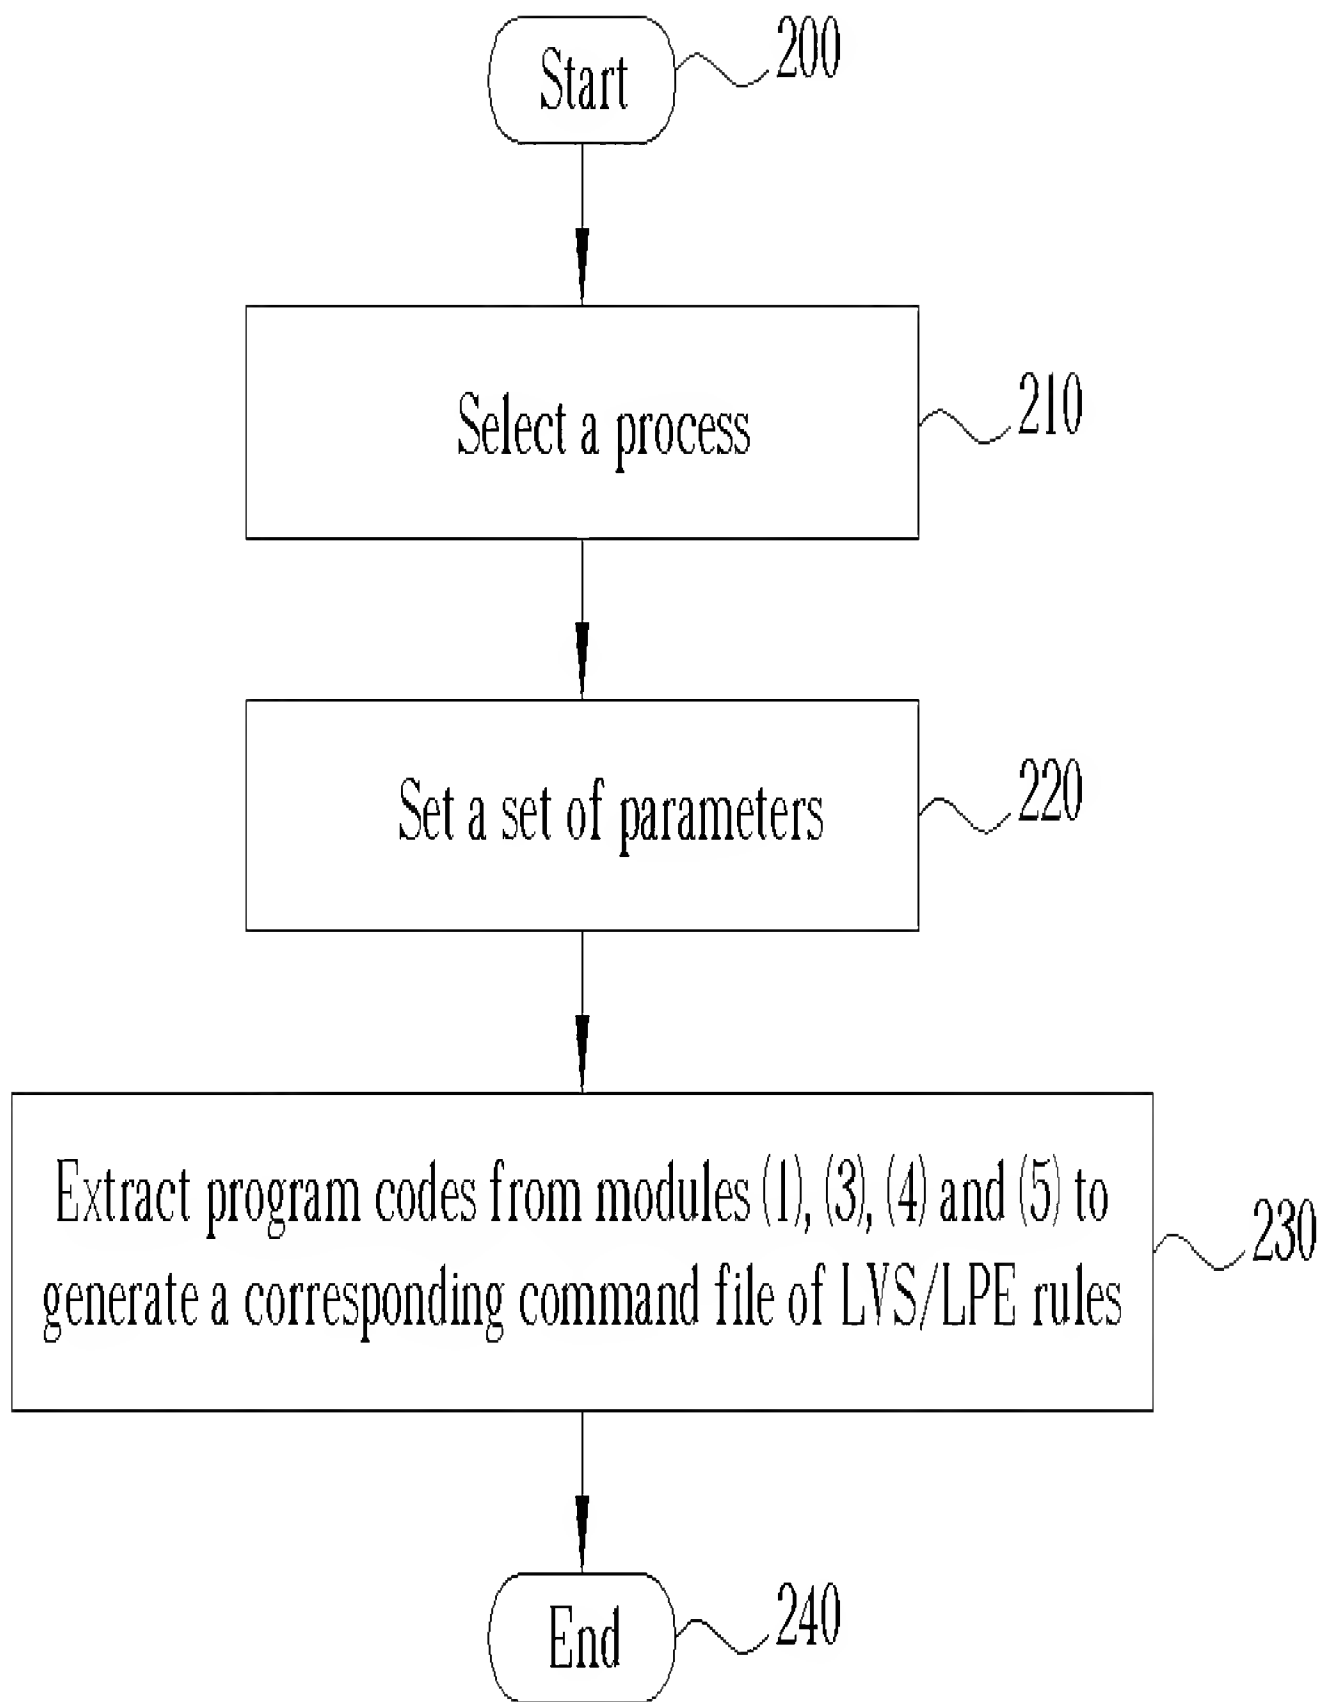 Start
200
Select a process
210
Set a set of parameters
220
Extract program codes from modules (1), (3), (4) and (5) to
generate a corresponding command file of LVS/LPE rules
230
End
240